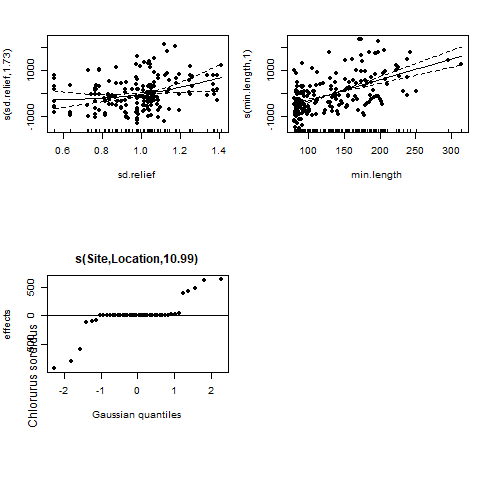 s(sd.relief,1.73)
-1000
1000
0.6
0.8
1.0
1.2
1.4
sd.relief
s(min.length,1)
-1000
1000
100
150
200
250
300
min.length
s(Site,Location,10.99)
effects
Chlorurus sordidus
0
500
-2
-1
0
1
2
Gaussian quantiles